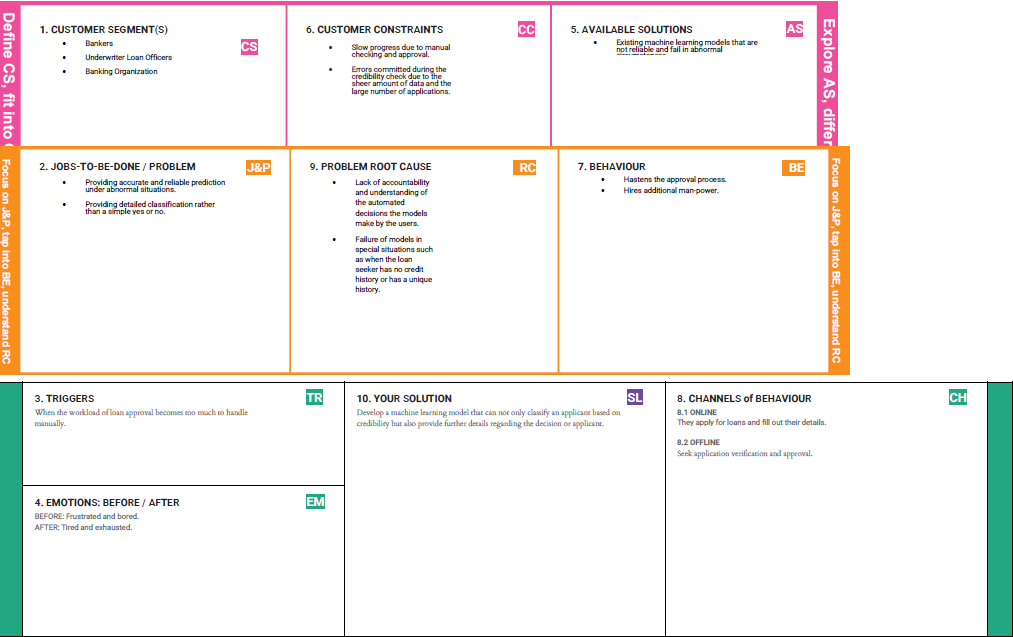 Define CS, fit into
1. CUSTOMER SEGMENT(S)
CS
Bankers
Underwriter Loan Officers
Banking Organization
6. CUSTOMER CONSTRAINTS
CC
Slow progress due to manual
checking and approval.
Errors committed during the
credibility check due to the
sheer amount of data and the
large number of applications.
5. AVAILABLE SOLUTIONS
AS
Existing machine learning models that are
not reliable and fail in abnormal
Explore AS,
Focus on J&P, tap into BE, understand RC
2. JOBS-TO-BE-DONE / PROBLEM
J&P
Providing accurate and reliable prediction
under abnormal situations.
Providing detailed classification rather
than a simple yes or no.
9. PROBLEM ROOT CAUSE
RC
Lack of accountability
and understanding of
the automated
decisions the models
make by the users.
Failure of models in
special situations such
as when the loan
seeker has no credit
history or has a unique
history.
7. BEHAVIOUR
BE
Hastens the approval process.
Hires additional man-power.
Focus on J&P, tap into BE, understand RC
3. TRIGGERS
TR
When the workload of loan approval becomes too much to handle
manually.
4. EMOTIONS: BEFORE / AFTER
EM
BEFORE: Frustrated and bored.
AFTER: Tired and exhausted.
10. YOUR SOLUTION
SL
Develop a machine learning model that can not only classify an applicant based on
credibility but also provide further details regarding the decision or applicant.
8. CHANNELS of BEHAVIOUR
CH
8.1 ONLINE
They apply for loans and fill out their details.
8.2 OFFLINE
Seek application verification and approval.